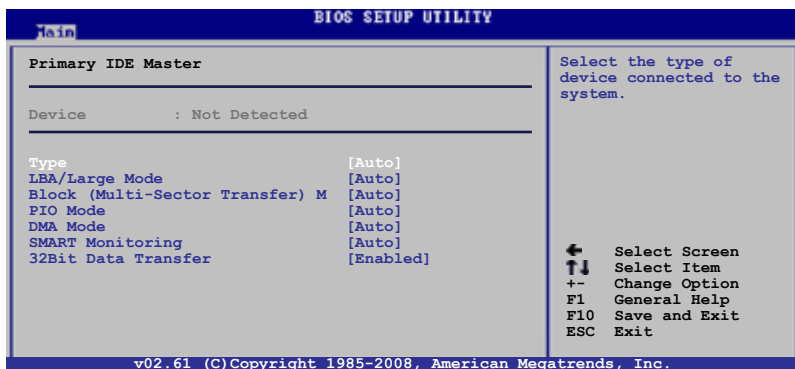 BIOS SETUP UTILITY
Main
Primary IDE Master
Device : Not Detected
Type [Auto]
LBA/Large Mode [Auto]
Block (Multi-Sector Transfer) M [Auto]
PIO Mode [Auto]
DMA Mode [Auto]
SMART Monitoring [Auto]
32Bit Data Transfer [Enabled]
Select the type of
device connected to the
system.
Select Screen
Select Item
+- Change Option
F1 General Help
F10 Save and Exit
ESC Exit
v02.61 (C)Copyright 1985-2008, American Megatrends, Inc.